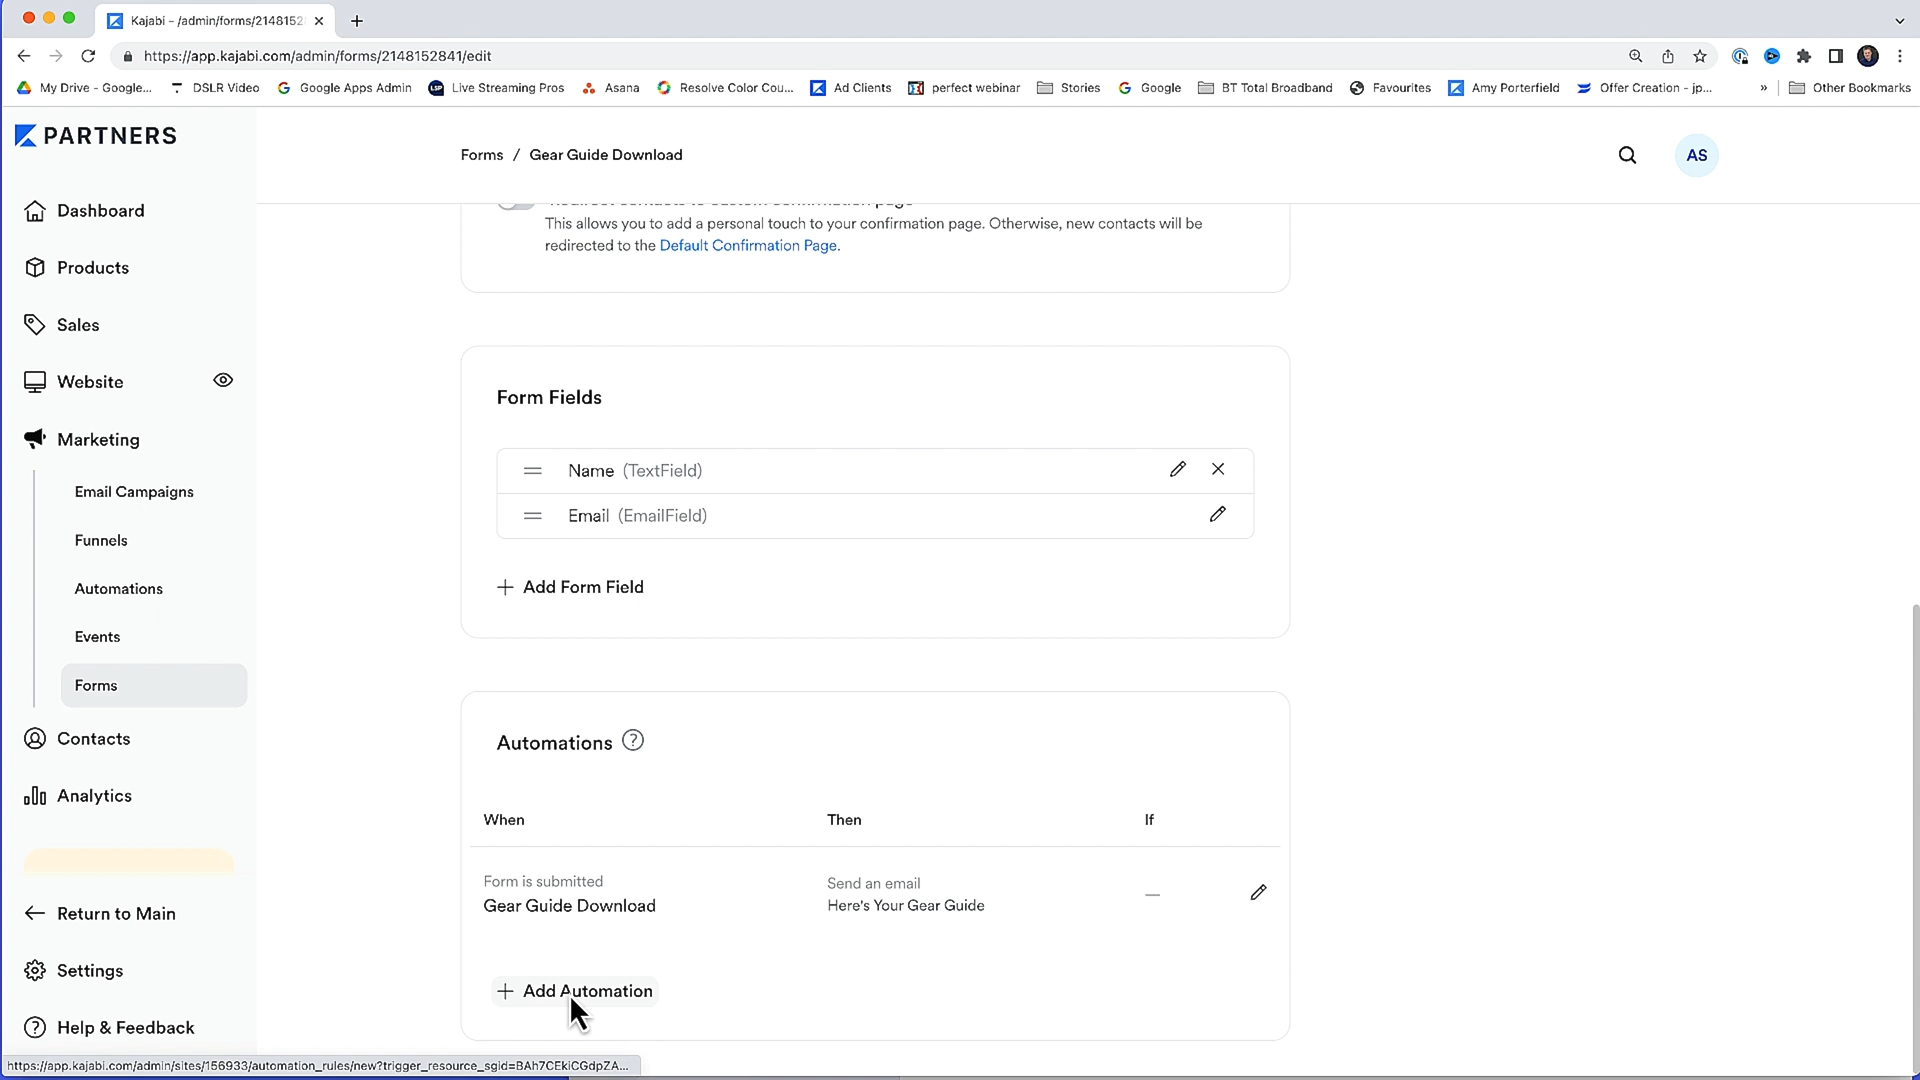 Kajabi - /admin/forms/2148152
https://app.kajabi.com/admin/forms/2148152841/edit
My Drive - Google... DSLR Video Google Apps Admin LSP Live Streaming Pros Asana Resolve Color Cou... Ad Clients perfect webinar Stories Google BT Total Broadband Favourites Amy Porterfield Offer Creation - jp... » Other Bookmarks
PARTNERS
Forms / Gear Guide Download
AS
Dashboard
Products
Sales
Website
Marketing
Email Campaigns
Funnels
Automations
Events
Forms
Contacts
Analytics
Return to Main
Settings
Help & Feedback
This allows you to add a personal touch to your confirmation page. Otherwise, new contacts will be
redirected to the Default Confirmation Page.
Form Fields
Name (TextField)
Email (EmailField)
Add Form Field
Automations ?
When Then If
Form is submitted Send an email
Gear Guide Download Here's Your Gear Guide —
Add Automation
https://app.kajabi.com/admin/sites/156933/automation_rules/new?trigger_resource_sgid=BAh7CEkiCGdpZA...